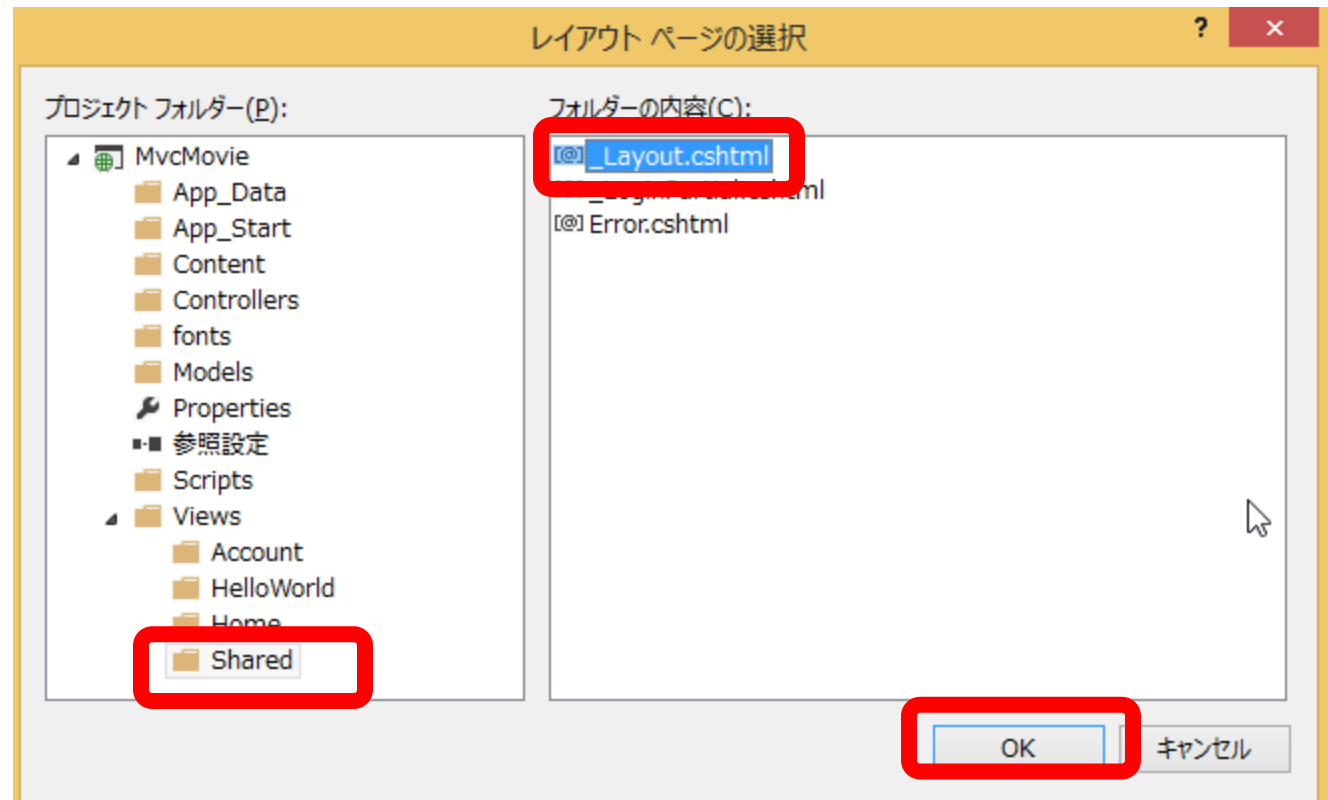 レイアウト ページの選択
?
プロジェクト フォルダー(P):
フォルダーの内容(C):
MvcMovie
App_Data
App_Start
Content
Controllers
fonts
Models
Properties
参照設定
Scripts
Views
Account
HelloWorld
Home
Shared
_Layout.cshtml
_LoginPartial.cshtml
Error.cshtml
OK
キャンセル